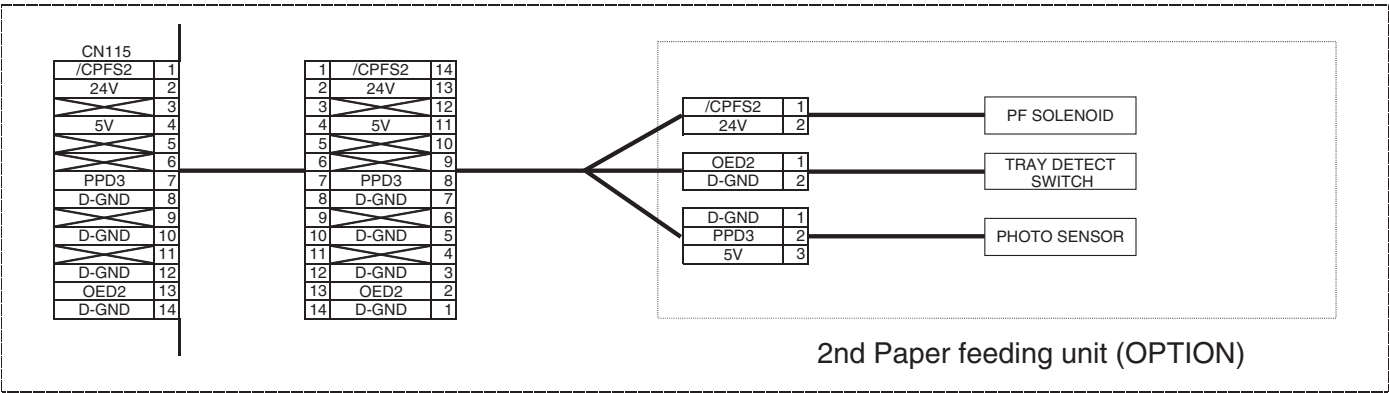 CN115
/CPFS2 1
24V 2
3
5V 4
5
6
PPD3 7
D-GND 8
9
D-GND 10
11
D-GND 12
OED2 13
D-GND 14
1 /CPFS2 14
2 24V 13
3 12
4 5V 11
5 10
6 9
7 PPD3 8
8 D-GND 7
9 6
10 D-GND 5
11 4
12 D-GND 3
13 OED2 2
14 D-GND 1
/CPFS2 1
24V 2
PF SOLENOID
OED2 1
D-GND 2
TRAY DETECT
SWITCH
D-GND 1
PPD3 2
5V 3
PHOTO SENSOR
2nd Paper feeding unit (OPTION)